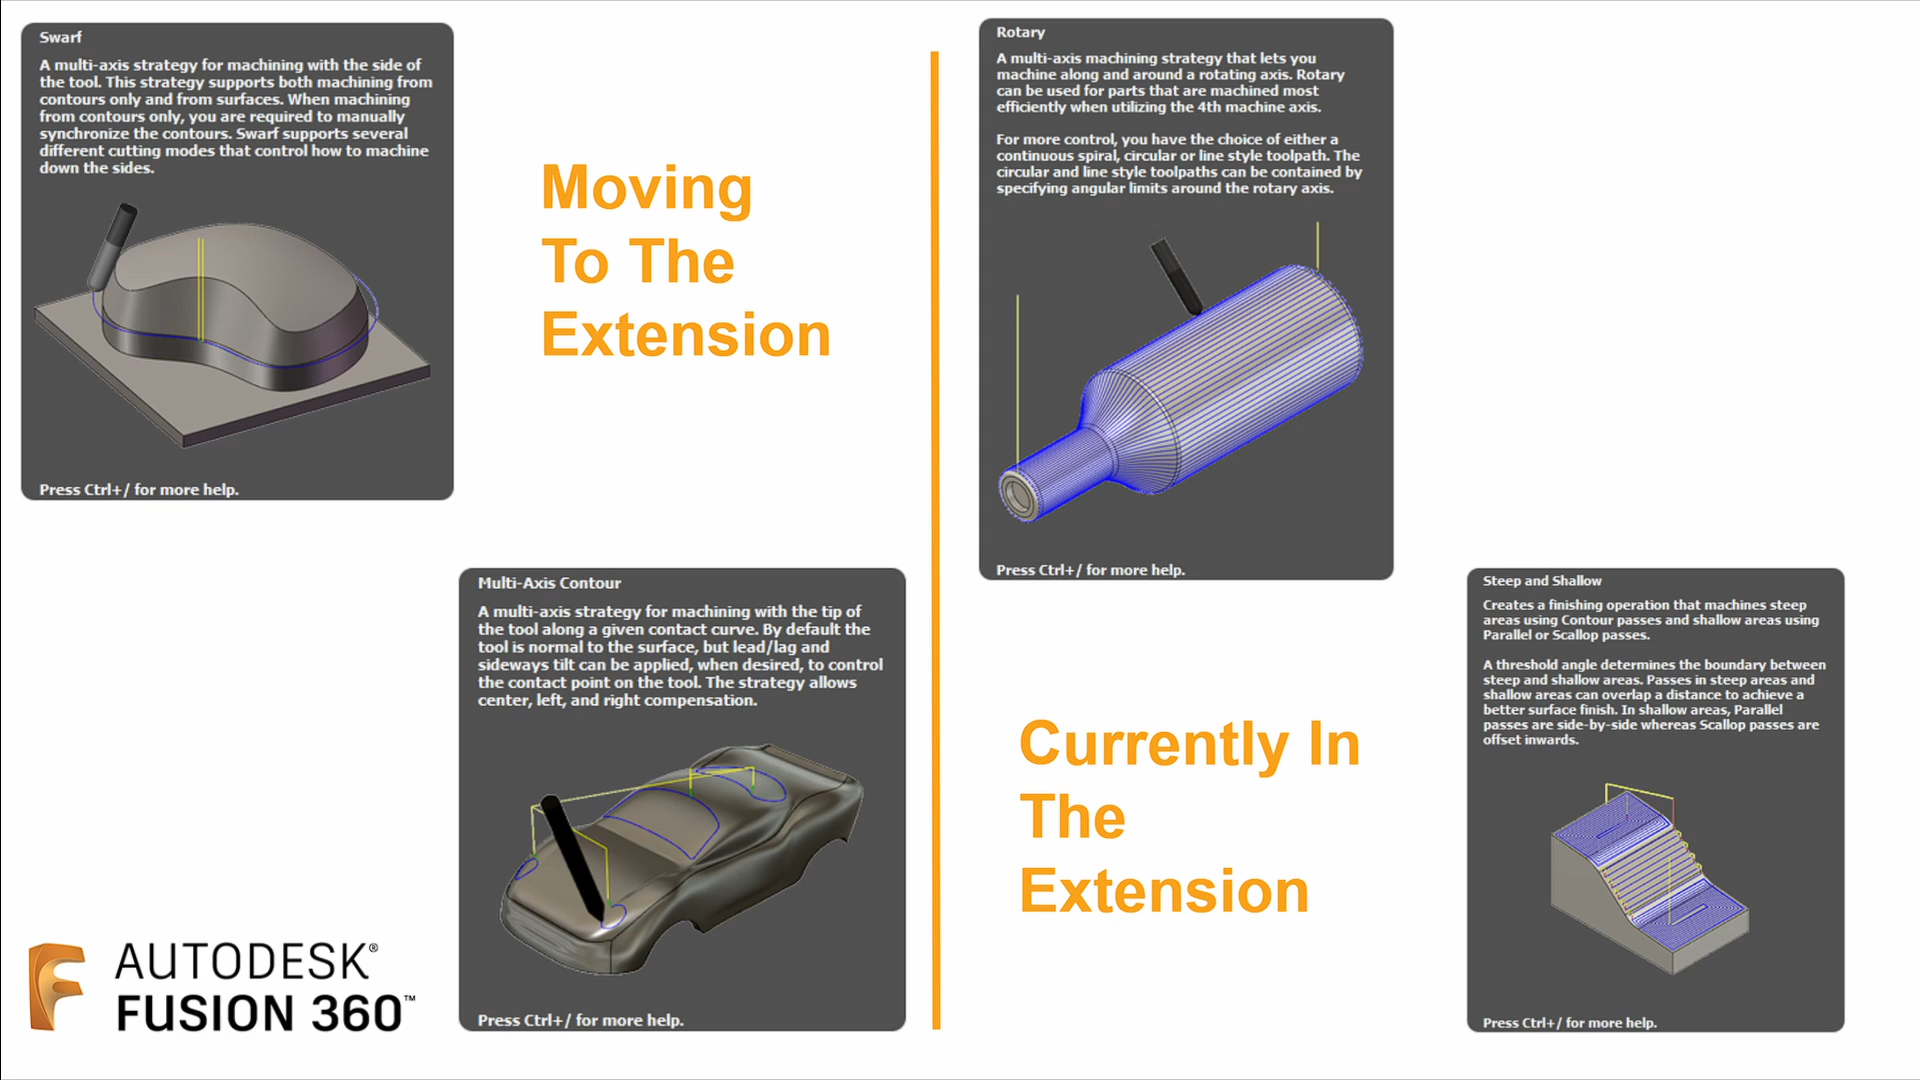 Swarf
A multi-axis strategy for machining with the side of
the tool. This strategy supports both machining from
contours only and from surfaces. When machining
from contours only, you are required to manually
synchronize the contours. Swarf supports several
different cutting modes that control how to machine
down the sides.
Press Ctrl+/ for more help.
Moving
To The
Extension
Multi-Axis Contour
A multi-axis strategy for machining with the tip of
the tool along a given contact curve. By default the
tool is normal to the surface, but lead/lag and
sideways tilt can be applied, when desired, to control
the contact point on the tool. The strategy allows
center, left, and right compensation.
Press Ctrl+/ for more help.
AUTODESK®
FUSION 360™
Rotary
A multi-axis machining strategy that lets you
machine along and around a rotating axis. Rotary
can be used for parts that are machined most
efficiently when utilizing the 4th machine axis.
For more control, you have the choice of either a
continuous spiral, circular or line style toolpath. The
circular and line style toolpaths can be contained by
specifying angular limits around the rotary axis.
Press Ctrl+/ for more help.
Currently In
The
Extension
Steep and Shallow
Creates a finishing operation that machines steep
areas using Contour passes and shallow areas using
Parallel or Scallop passes.
A threshold angle determines the boundary between
steep and shallow areas. Passes in steep areas and
shallow areas can overlap a distance to achieve a
better surface finish. In shallow areas, Parallel
passes are side-by-side whereas Scallop passes are
offset inwards.
Press Ctrl+/ for more help.